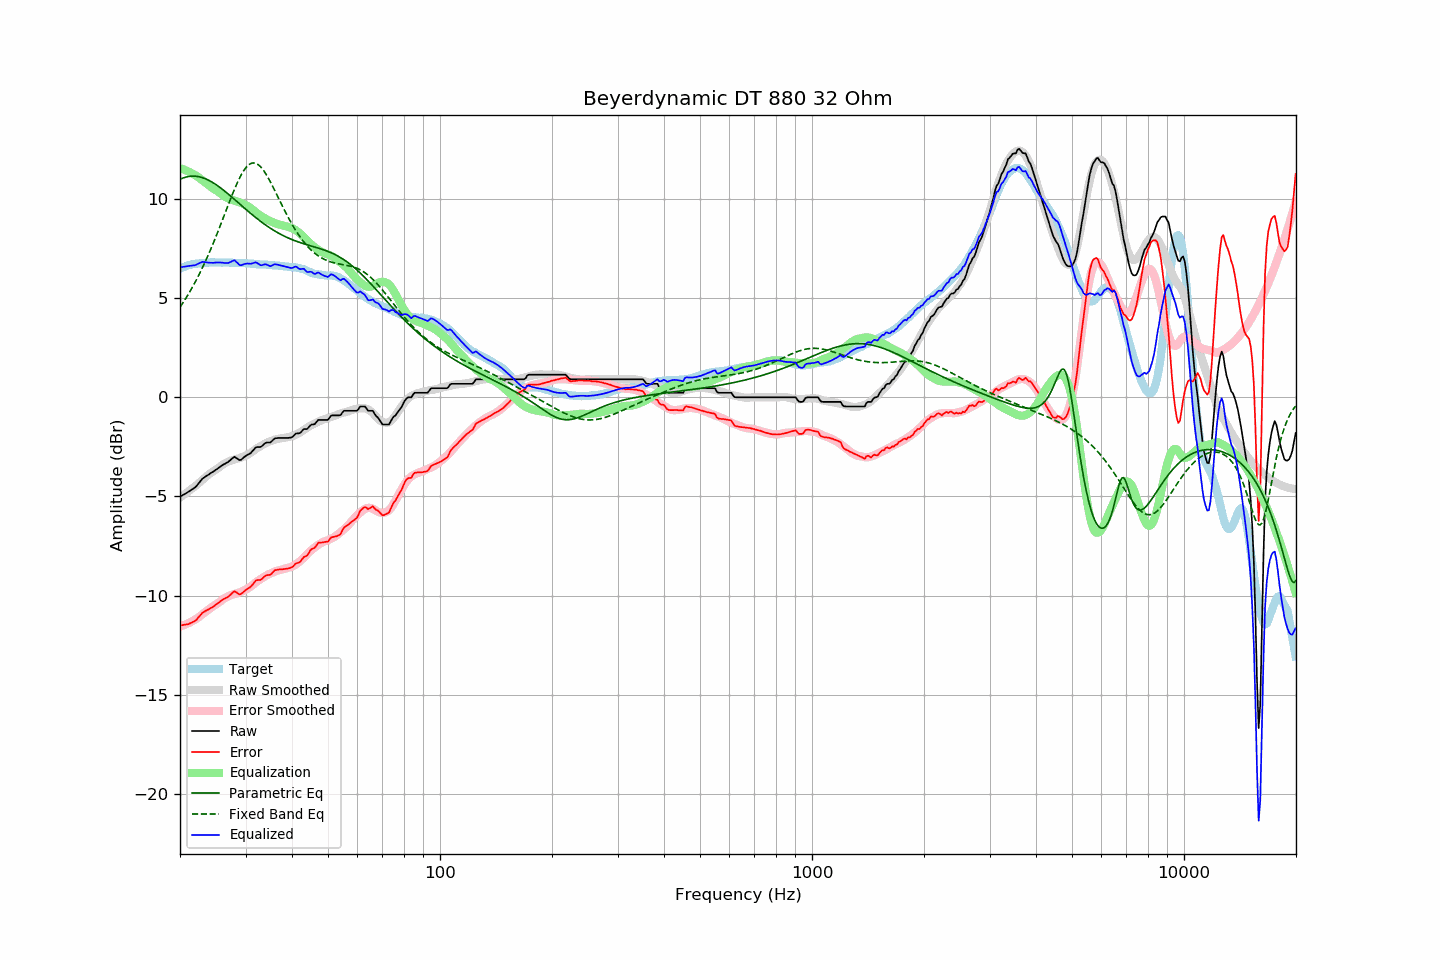 Beyerdynamic DT 880 32 Ohm
Amplitude (dBr)
10
5
0
−5
−10
−15
−20
Target
Raw Smoothed
Error Smoothed
Raw
Error
Equalization
Parametric Eq
Fixed Band Eq
Equalized
100 1000 10000
Frequency (Hz)